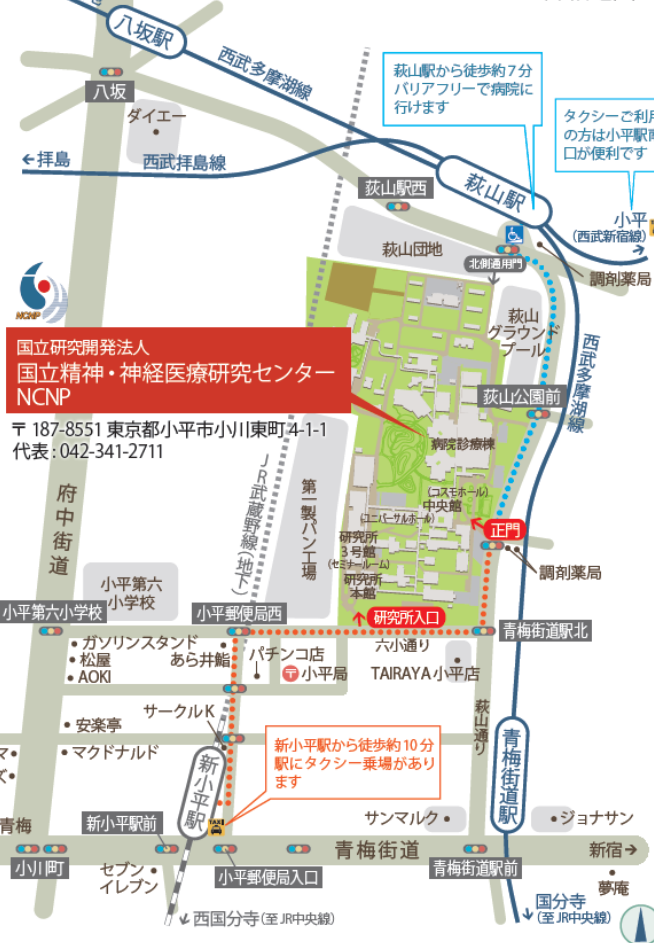 八坂駅
西武多摩湖線
八坂
ダイエー
萩山駅から徒歩約7分
バリアフリーで病院に
行けます
タクシーご利用
の方は小平駅南
口が便利です
←拝島
西武拝島線
萩山駅西
萩山駅
小平
(西武新宿線)
萩山団地
北側通用門
調剤薬局
NCNP
萩山
グラウンド
プール
西武多摩湖線
国立研究開発法人
国立精神・神経医療研究センター
NCNP
〒187-8551 東京都小平市小川東町4-1-1
代表:042-341-2711
萩山公園前
病院診療棟
府中街道
JR武蔵野線(地下)
第一製パン工場
(コスモホール)
中央館
(ユニバーサルホール)
正門
研究所
3号館
(セミナールーム)
研究所
本館
調剤薬局
小平第六
小学校
小平第六小学校
小平郵便局西
研究所入口
青梅街道駅北
ガソリンスタンド
松屋
あら井鮨
AOKI
パチンコ店
〒小平局
六小通り
TAIRAYA小平店
サークルK
安楽亭
マクドナルド
萩山通り
新小平駅
新小平駅から徒歩約10分
駅にタクシー乗場があり
ます
青梅街道駅
TAXI
サンマルク
ジョナサン
青梅
新小平駅前
小川町
セブン
イレブン
小平郵便局入口
青梅街道
青梅街道駅前
新宿→
夢庵
西国分寺(至JR中央線)
国分寺
(至JR中央線)